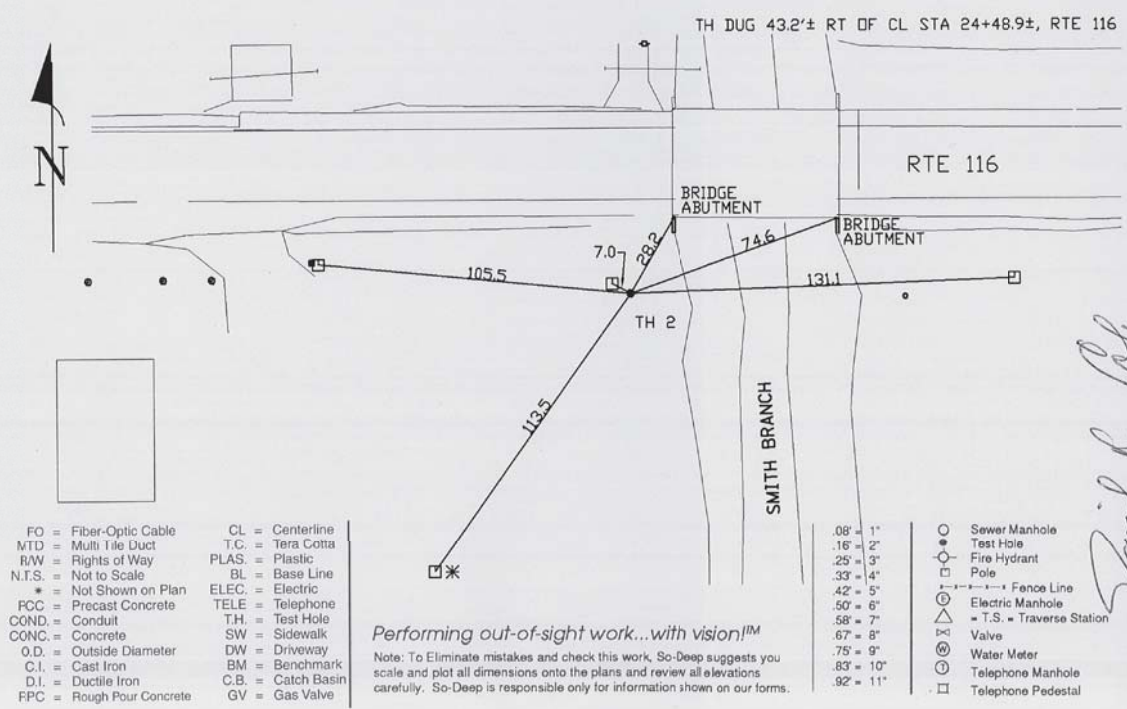 TH DUG 43.2'± RT OF CL STA 24+48.9±, RTE 116
N
RTE 116
BRIDGE
ABUTMENT
BRIDGE
ABUTMENT
7.0
28.2
74.6
105.5
131.1
TH 2
113.5
SMITH BRANCH
FO = Fiber-Optic Cable
MTD = Multi Tile Duct
R/W = Rights of Way
N.T.S. = Not to Scale
* = Not Shown on Plan
PCC = Precast Concrete
COND. = Conduit
CONC. = Concrete
O.D. = Outside Diameter
C.I. = Cast Iron
D.I. = Ductile Iron
RPC = Rough Pour Concrete
CL = Centerline
T.C. = Tera Cotta
PLAS. = Plastic
BL = Base Line
ELEC. = Electric
TELE = Telephone
T.H. = Test Hole
SW = Sidewalk
DW = Driveway
BM = Benchmark
C.B. = Catch Basin
GV = Gas Valve
Performing out-of-sight work...with vision!™
Note: To Eliminate mistakes and check this work, So-Deep suggests you
scale and plot all dimensions onto the plans and review all elevations
carefully. So-Deep is responsible only for information shown on our forms.
.08' = 1"
.16' = 2"
.25' = 3"
.33' = 4"
.42' = 5"
.50' = 6"
.58' = 7"
.67' = 8"
.75' = 9"
.83' = 10"
.92' = 11"
Sewer Manhole
Test Hole
Fire Hydrant
Pole
Fence Line
E Electric Manhole
= T.S. = Traverse Station
Valve
W Water Meter
T Telephone Manhole
Telephone Pedestal